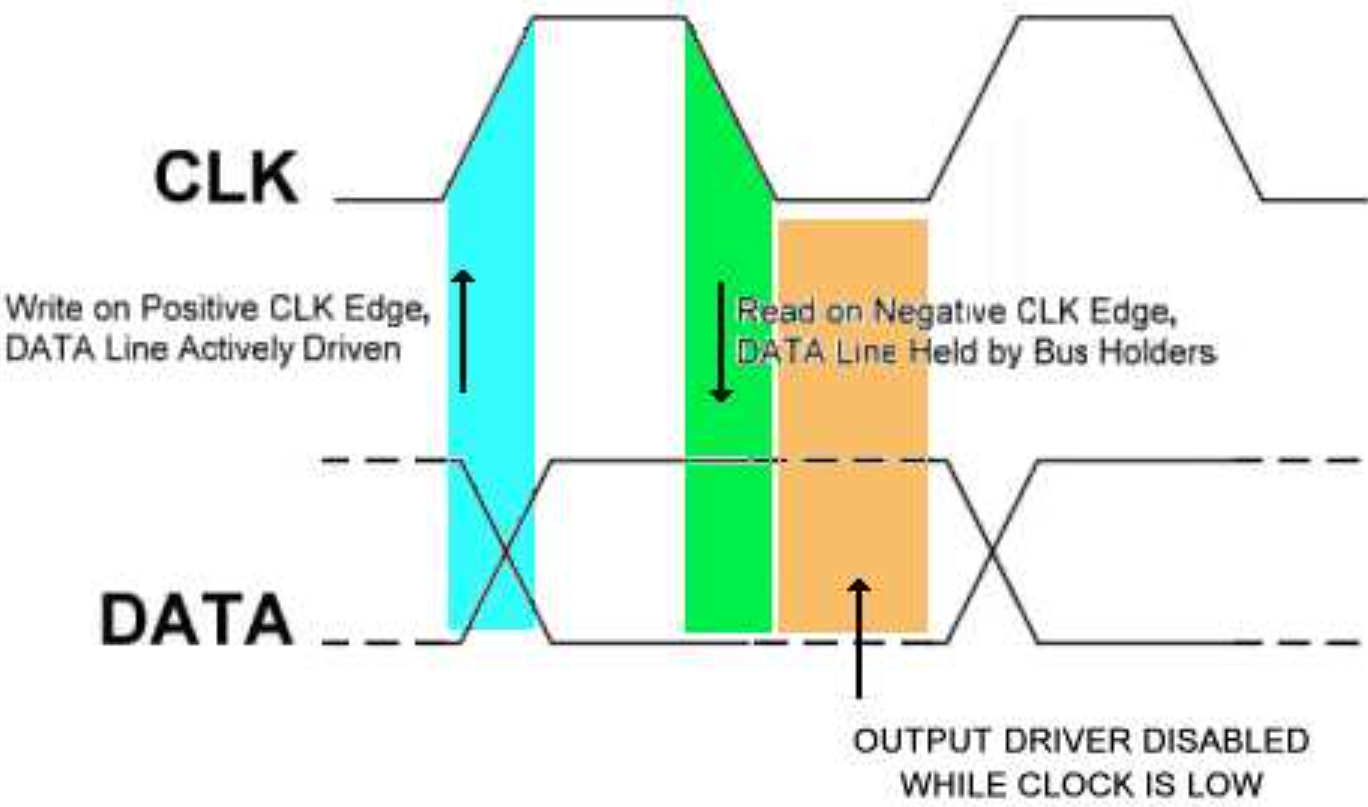 CLK
Write on Positive CLK Edge,
DATA Line Actively Driven
Read on Negative CLK Edge,
DATA Line Held by Bus Holders
DATA
OUTPUT DRIVER DISABLED
WHILE CLOCK IS LOW